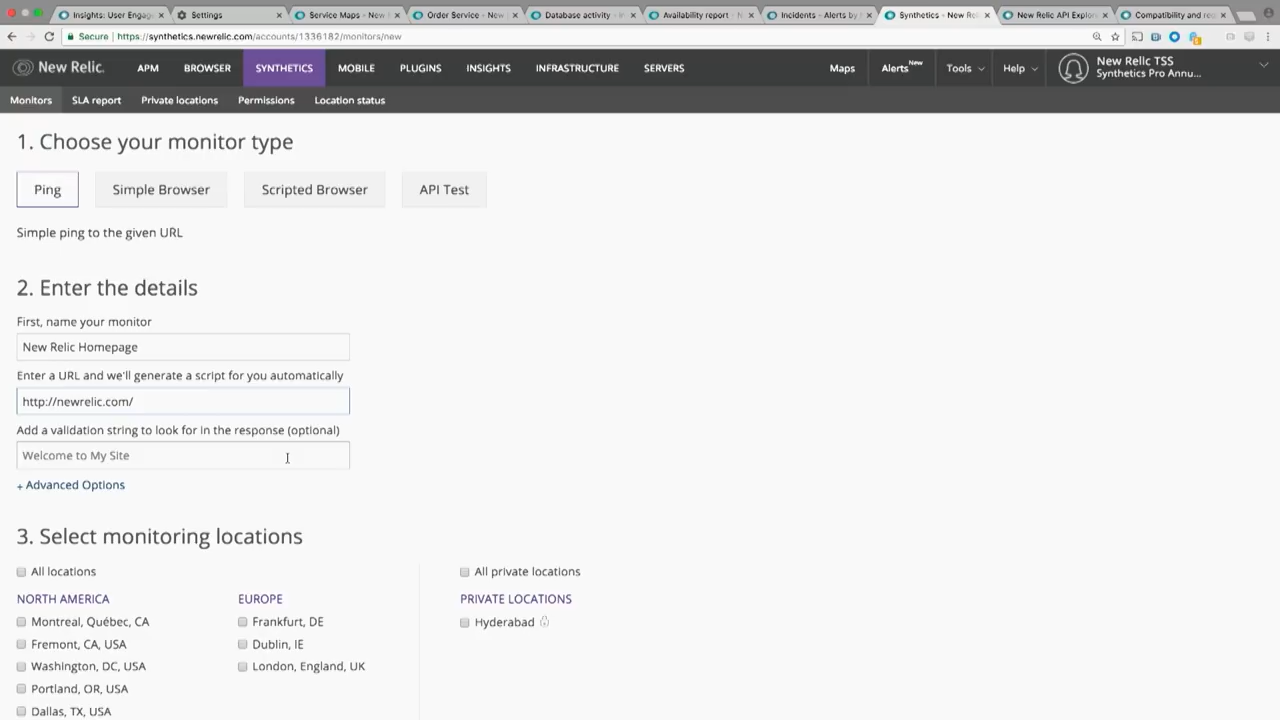 Insights: User Engag × Settings × Service Maps - New × Order Service - New × Database activity - × Availability report - × Incidents - Alerts by × Synthetics - New Rel × New Relic API Explor × Compatibility and re ×
Secure | https://synthetics.newrelic.com/accounts/1336182/monitors/new
New Relic. APM BROWSER SYNTHETICS MOBILE PLUGINS INSIGHTS INFRASTRUCTURE SERVERS Maps Alerts New Tools Help New Relic TSS
Synthetics Pro Annu...
Monitors SLA report Private locations Permissions Location status
1. Choose your monitor type
Ping Simple Browser Scripted Browser API Test
Simple ping to the given URL
2. Enter the details
First, name your monitor
New Relic Homepage
Enter a URL and we'll generate a script for you automatically
http://newrelic.com/
Add a validation string to look for in the response (optional)
Welcome to My Site
+ Advanced Options
3. Select monitoring locations
All locations All private locations
NORTH AMERICA EUROPE PRIVATE LOCATIONS
Montreal, Québec, CA Frankfurt, DE Hyderabad
Fremont, CA, USA Dublin, IE
Washington, DC, USA London, England, UK
Portland, OR, USA
Dallas, TX, USA